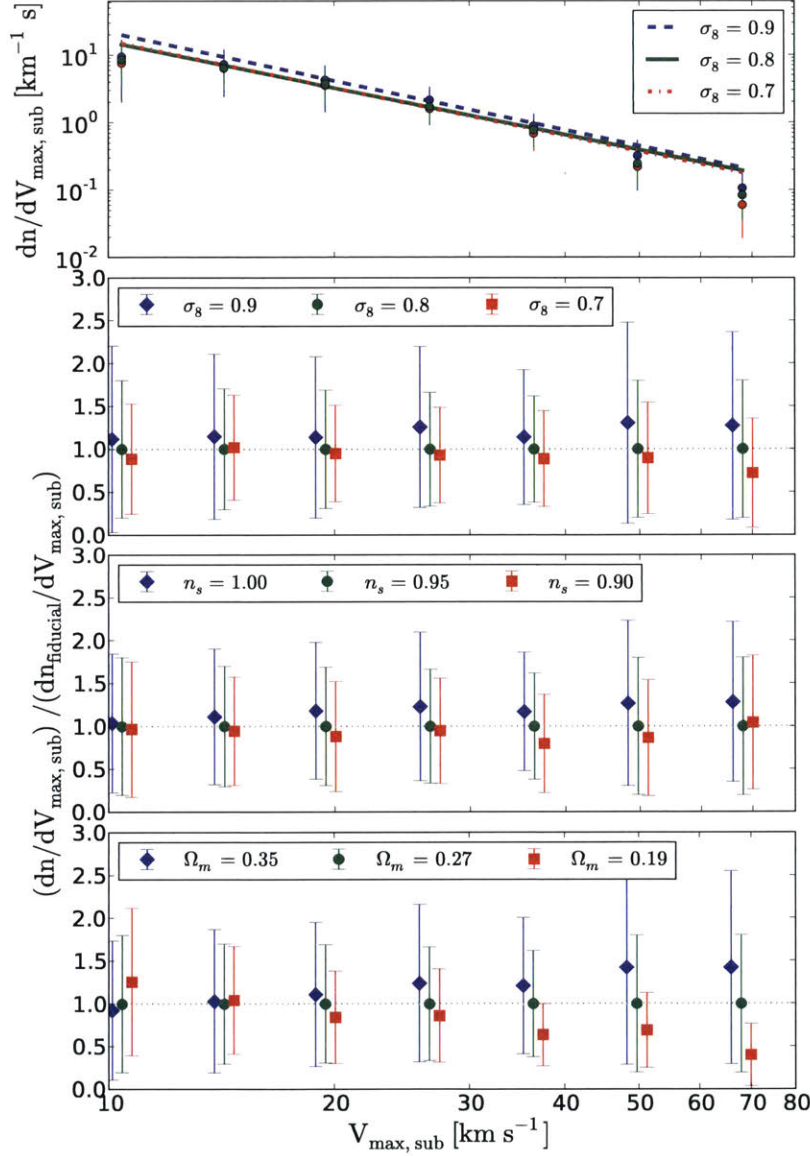 dn/dV_max, sub [km⁻¹ s]
10¹
10⁰
10⁻¹
10⁻²
σ₈ = 0.9
σ₈ = 0.8
σ₈ = 0.7
(dn/dV_max, sub) / (dn_fiducial/dV_max, sub)
3.0
2.5
2.0
1.5
1.0
0.5
0.0
σ₈ = 0.9 σ₈ = 0.8 σ₈ = 0.7
3.0
2.5
2.0
1.5
1.0
0.5
0.0
n_s = 1.00 n_s = 0.95 n_s = 0.90
3.0
2.5
2.0
1.5
1.0
0.5
0.0
Ω_m = 0.35 Ω_m = 0.27 Ω_m = 0.19
10 20 30 40 50 60 70 80
V_max, sub [km s⁻¹]